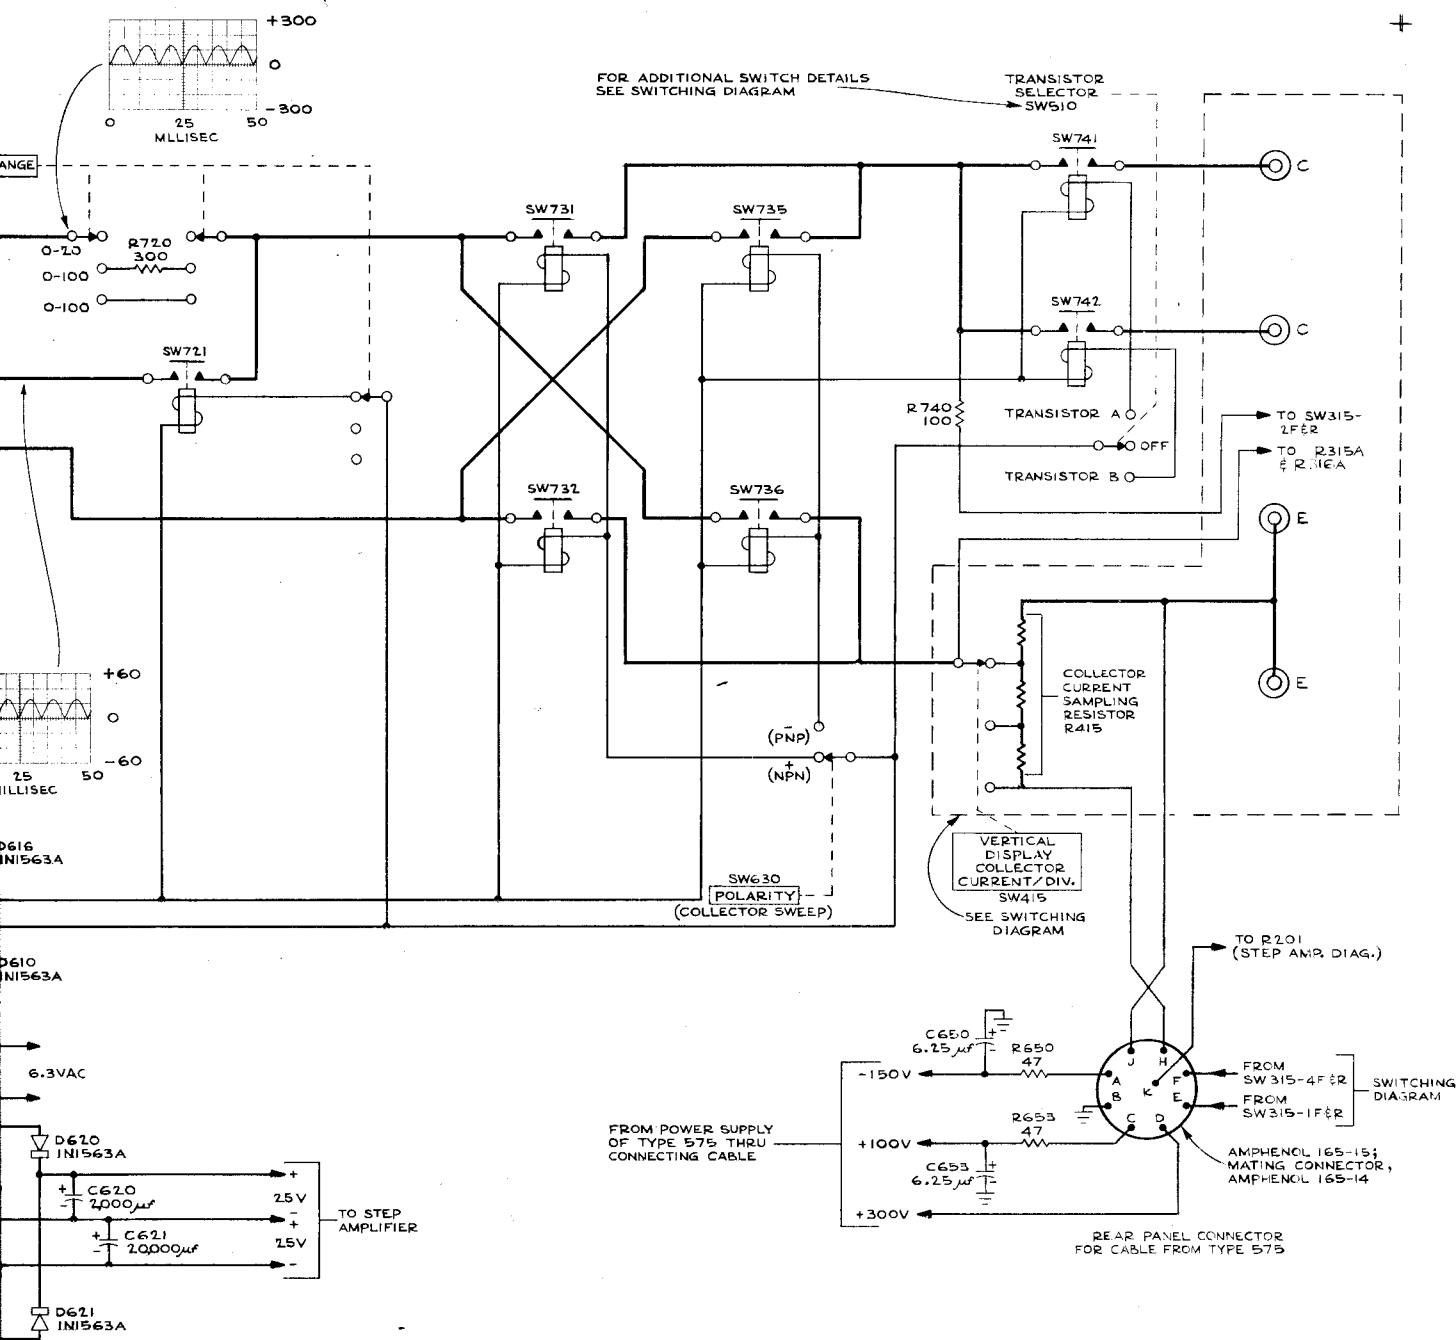 +300
0
-300
0 25 50
MLLISEC
FOR ADDITIONAL SWITCH DETAILS
SEE SWITCHING DIAGRAM
TRANSISTOR
SELECTOR
SW510
ANGE
SW741
C
SW731
SW735
0-20
R720
300
0-100
0-100
SW742
C
SW721
R740
100
TRANSISTOR A
OFF
TRANSISTOR B
TO SW315-
2F&R
TO R315A
& R316A
SW732
SW736
E
E
COLLECTOR
CURRENT
SAMPLING
RESISTOR
R415
+60
0
-60
25 50
ILLISEC
-
(PNP)
+
(NPN)
D616
1N1563A
VERTICAL
DISPLAY
COLLECTOR
CURRENT/DIV.
SW415
SEE SWITCHING
DIAGRAM
SW630
POLARITY
(COLLECTOR SWEEP)
D610
1N1563A
TO R201
(STEP AMP. DIAG.)
6.3VAC
C650
6.25 µf
+
-
R650
47
-150V
J H
A F
K
B E
C D
FROM
SW315-4F&R
FROM
SW315-1F&R
SWITCHING
DIAGRAM
R653
47
+100V
C653
6.25 µf
+
-
+300V
FROM POWER SUPPLY
OF TYPE 575 THRU
CONNECTING CABLE
AMPHENOL 165-15;
MATING CONNECTOR,
AMPHENOL 165-14
REAR PANEL CONNECTOR
FOR CABLE FROM TYPE 575
D620
1N1563A
+
-
C620
2,000µf
+
-
C621
20,000µf
+
25V
-
+
25V
-
TO STEP
AMPLIFIER
D621
1N1563A